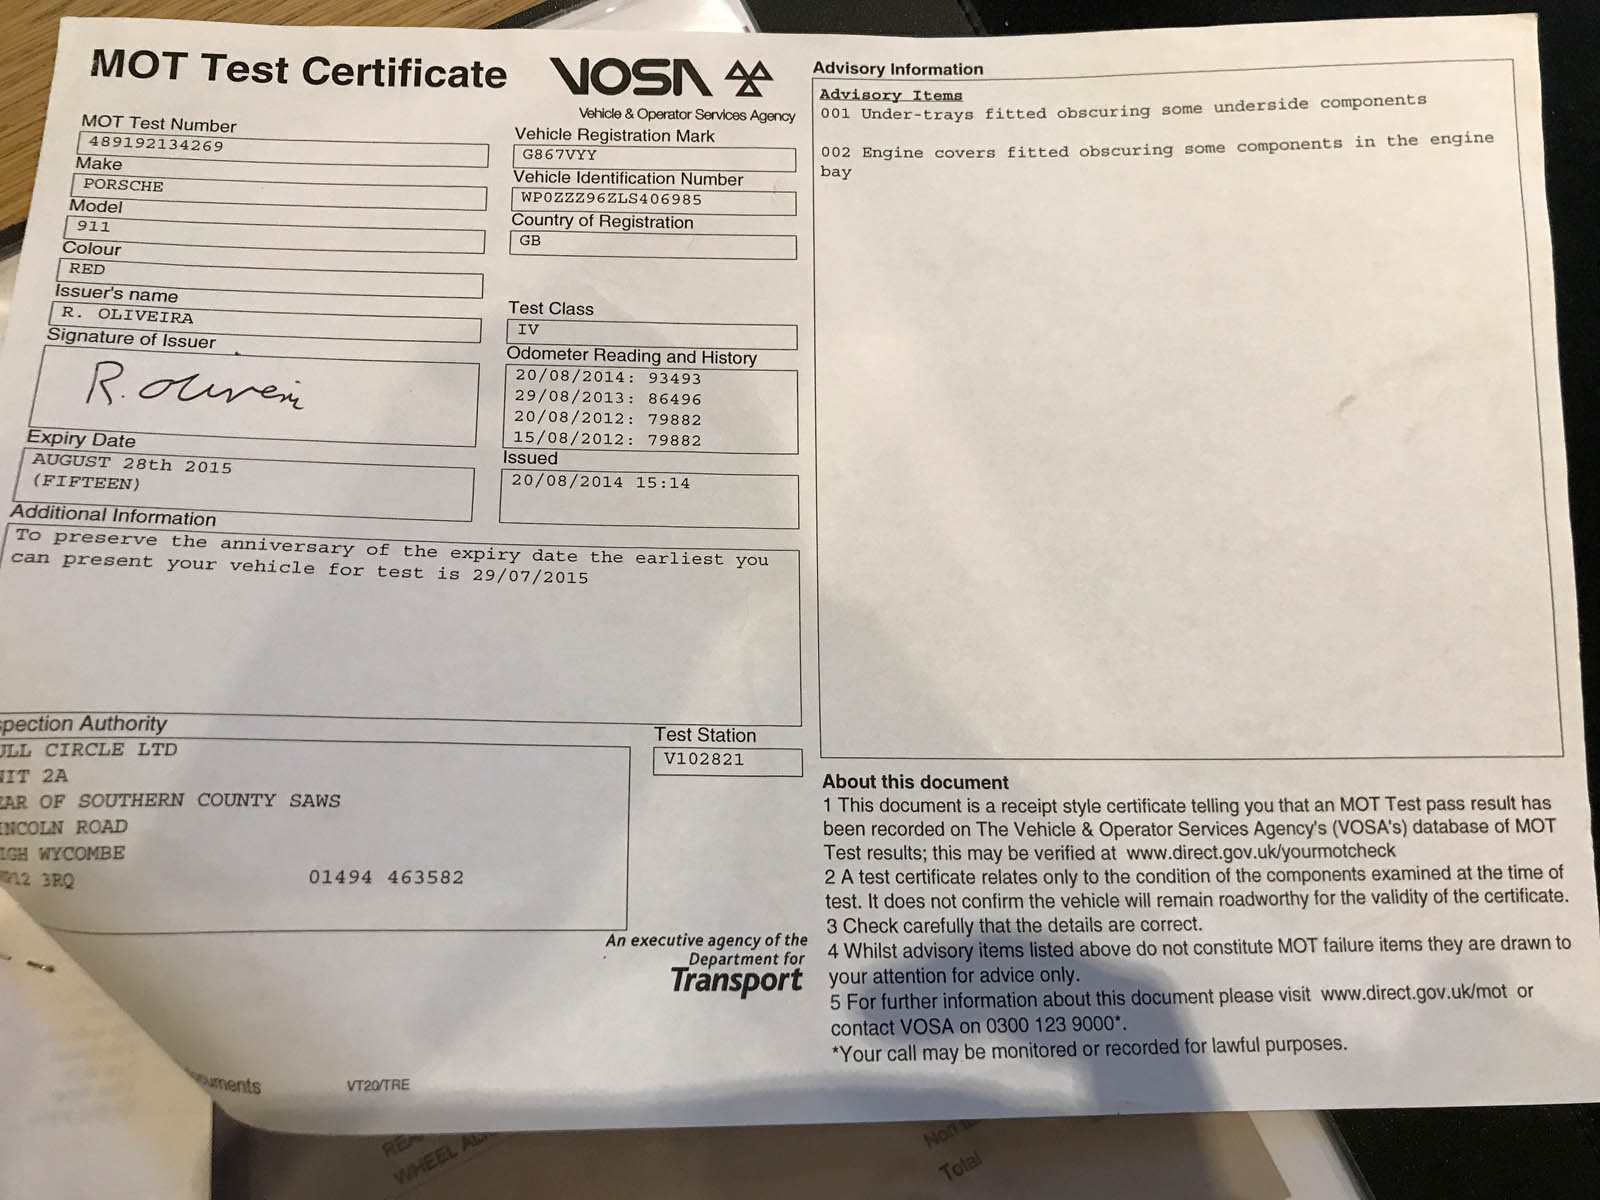 MOT Test Certificate
VOSA
Vehicle & Operator Services Agency
MOT Test Number
489192134269
Make
PORSCHE
Model
911
Colour
RED
Issuer's name
R. OLIVEIRA
Signature of Issuer
R. Oliveira
Expiry Date
AUGUST 28th 2015
(FIFTEEN)
Vehicle Registration Mark
G867VYY
Vehicle Identification Number
WP0ZZZ96ZLS406985
Country of Registration
GB
Test Class
IV
Odometer Reading and History
20/08/2014: 93493
29/08/2013: 86496
20/08/2012: 79882
15/08/2012: 79882
Issued
20/08/2014 15:14
Additional Information
To preserve the anniversary of the expiry date the earliest you
can present your vehicle for test is 29/07/2015
pection Authority
ULL CIRCLE LTD
NIT 2A
EAR OF SOUTHERN COUNTY SAWS
INCOLN ROAD
IGH WYCOMBE
P12 3RQ 01494 463582
Test Station
V102821
An executive agency of the
Department for
Transport
uments VT20/TRE
Advisory Information
Advisory Items
001 Under-trays fitted obscuring some underside components
002 Engine covers fitted obscuring some components in the engine
bay
About this document
1 This document is a receipt style certificate telling you that an MOT Test pass result has
been recorded on The Vehicle & Operator Services Agency's (VOSA's) database of MOT
Test results; this may be verified at www.direct.gov.uk/yourmotcheck
2 A test certificate relates only to the condition of the components examined at the time of
test. It does not confirm the vehicle will remain roadworthy for the validity of the certificate.
3 Check carefully that the details are correct.
4 Whilst advisory items listed above do not constitute MOT failure items they are drawn to
your attention for advice only.
5 For further information about this document please visit www.direct.gov.uk/mot or
contact VOSA on 0300 123 9000*.
*Your call may be monitored or recorded for lawful purposes.
WHEEL
Total